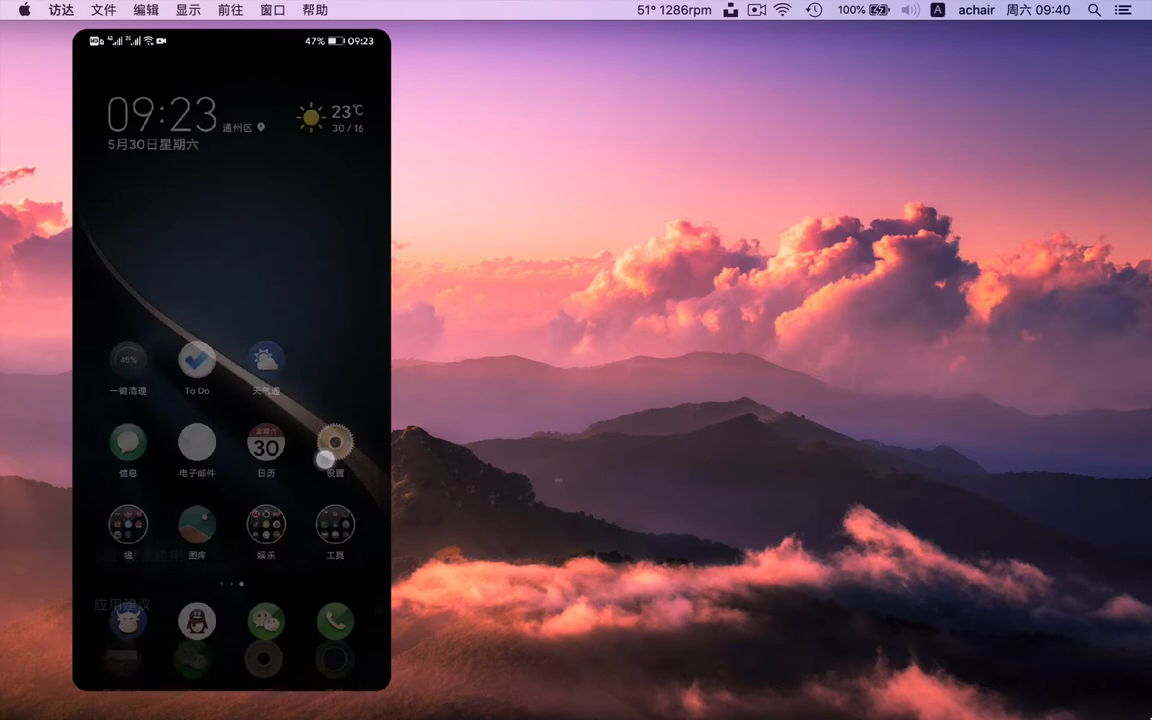 访达 文件 编辑 显示 前往 窗口 帮助 51° 1286rpm 100% A achair 周六 09:40
HD 4G 2G 47% 09:23
09:23 通州区 23℃
30 / 16
5月30日星期六
45%
一键清理 To Do 天气通
星期六
30
信息 电子邮件 日历 设置
图库 娱乐 工具
应用建议